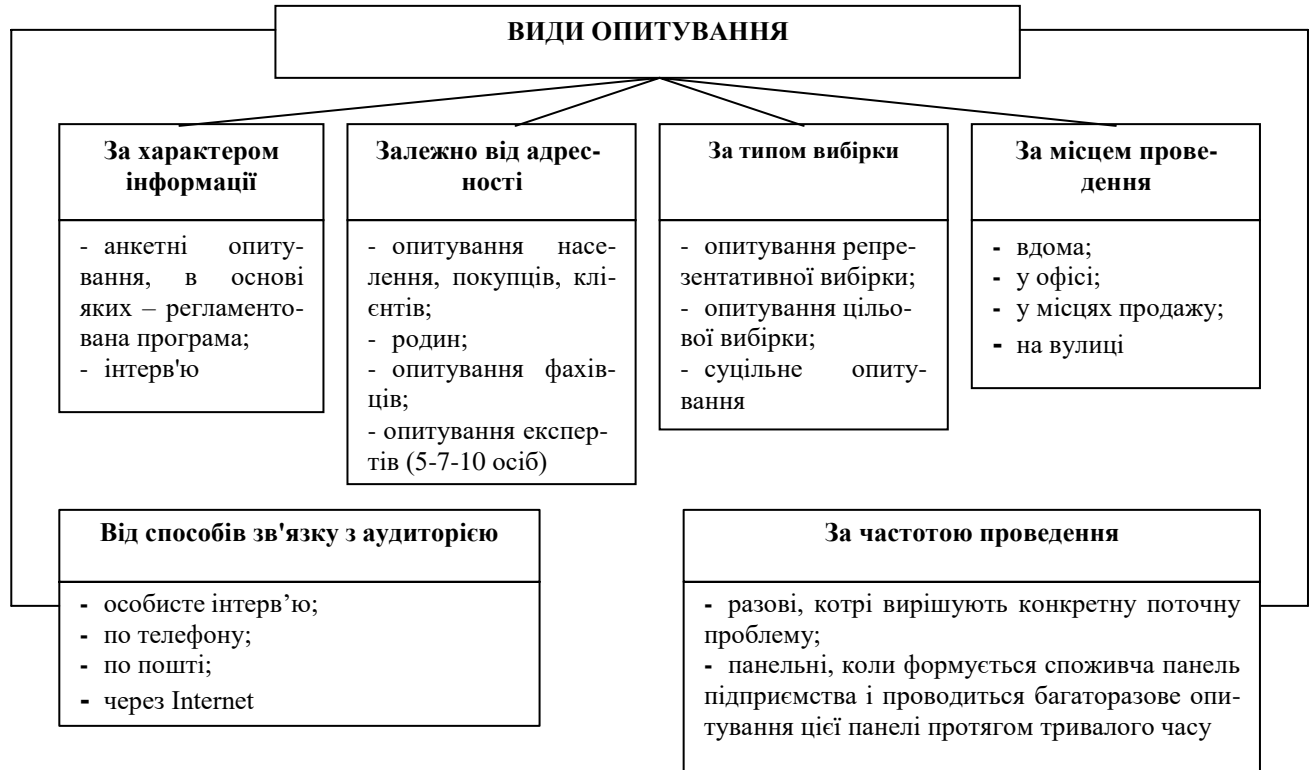 ВИДИ ОПИТУВАННЯ
За характером
інформації
- анкетні опиту-
вання, в основі
яких – регламенто-
вана програма;
- інтерв'ю
Залежно від адрес-
ності
- опитування насе-
лення, покупців, клі-
єнтів;
- родин;
- опитування фахів-
ців;
- опитування експер-
тів (5-7-10 осіб)
За типом вибірки
- опитування репре-
зентативної вибірки;
- опитування цільо-
вої вибірки;
- суцільне опиту-
вання
За місцем прове-
дення
- вдома;
- у офісі;
- у місцях продажу;
- на вулиці
Від способів зв'язку з аудиторією
- особисте інтерв’ю;
- по телефону;
- по пошті;
- через Internet
За частотою проведення
- разові, котрі вирішують конкретну поточну
проблему;
- панельні, коли формується споживча панель
підприємства і проводиться багаторазове опи-
тування цієї панелі протягом тривалого часу